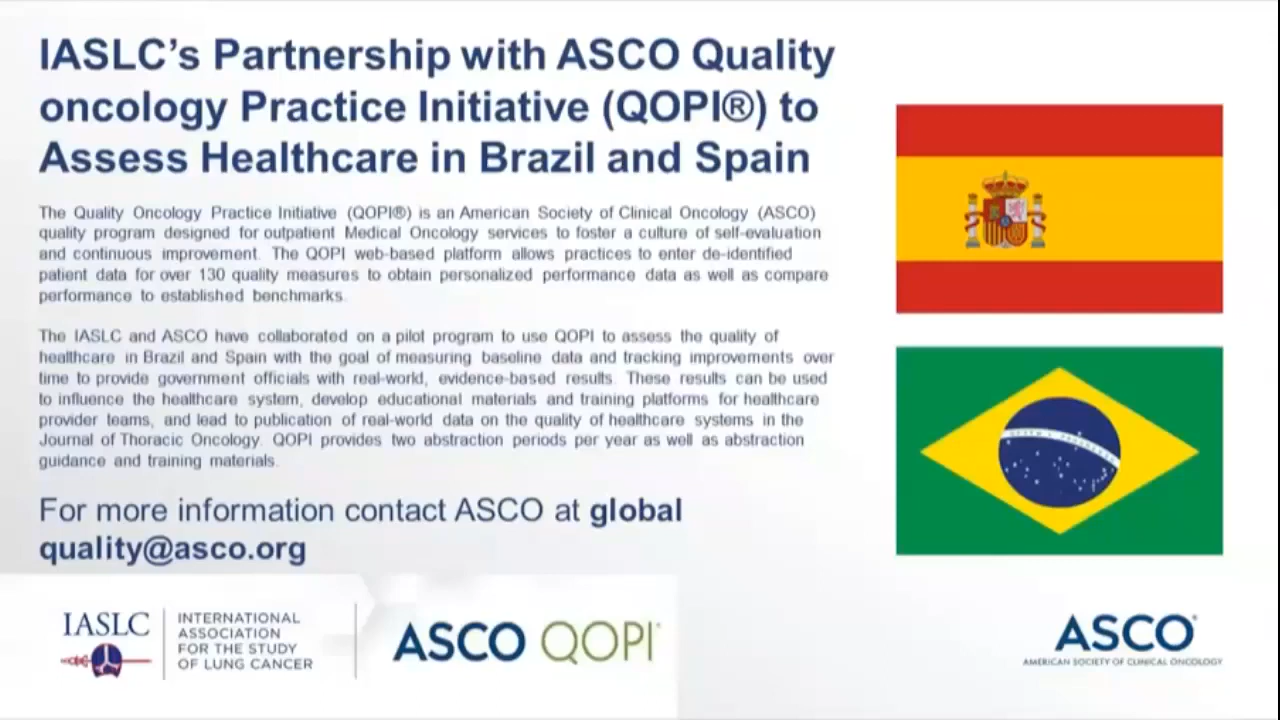 IASLC’s Partnership with ASCO Quality
oncology Practice Initiative (QOPI®) to
Assess Healthcare in Brazil and Spain
The Quality Oncology Practice Initiative (QOPI®) is an American Society of Clinical Oncology (ASCO)
quality program designed for outpatient Medical Oncology services to foster a culture of self-evaluation
and continuous improvement. The QOPI web-based platform allows practices to enter de-identified
patient data for over 130 quality measures to obtain personalized performance data as well as compare
performance to established benchmarks.
The IASLC and ASCO have collaborated on a pilot program to use QOPI to assess the quality of
healthcare in Brazil and Spain with the goal of measuring baseline data and tracking improvements over
time to provide government officials with real-world, evidence-based results. These results can be used
to influence the healthcare system, develop educational materials and training platforms for healthcare
provider teams, and lead to publication of real-world data on the quality of healthcare systems in the
Journal of Thoracic Oncology. QOPI provides two abstraction periods per year as well as abstraction
guidance and training materials.
For more information contact ASCO at global
quality@asco.org
IASLC
INTERNATIONAL
ASSOCIATION
FOR THE STUDY
OF LUNG CANCER
ASCO QOPI
ASCO®
AMERICAN SOCIETY OF CLINICAL ONCOLOGY